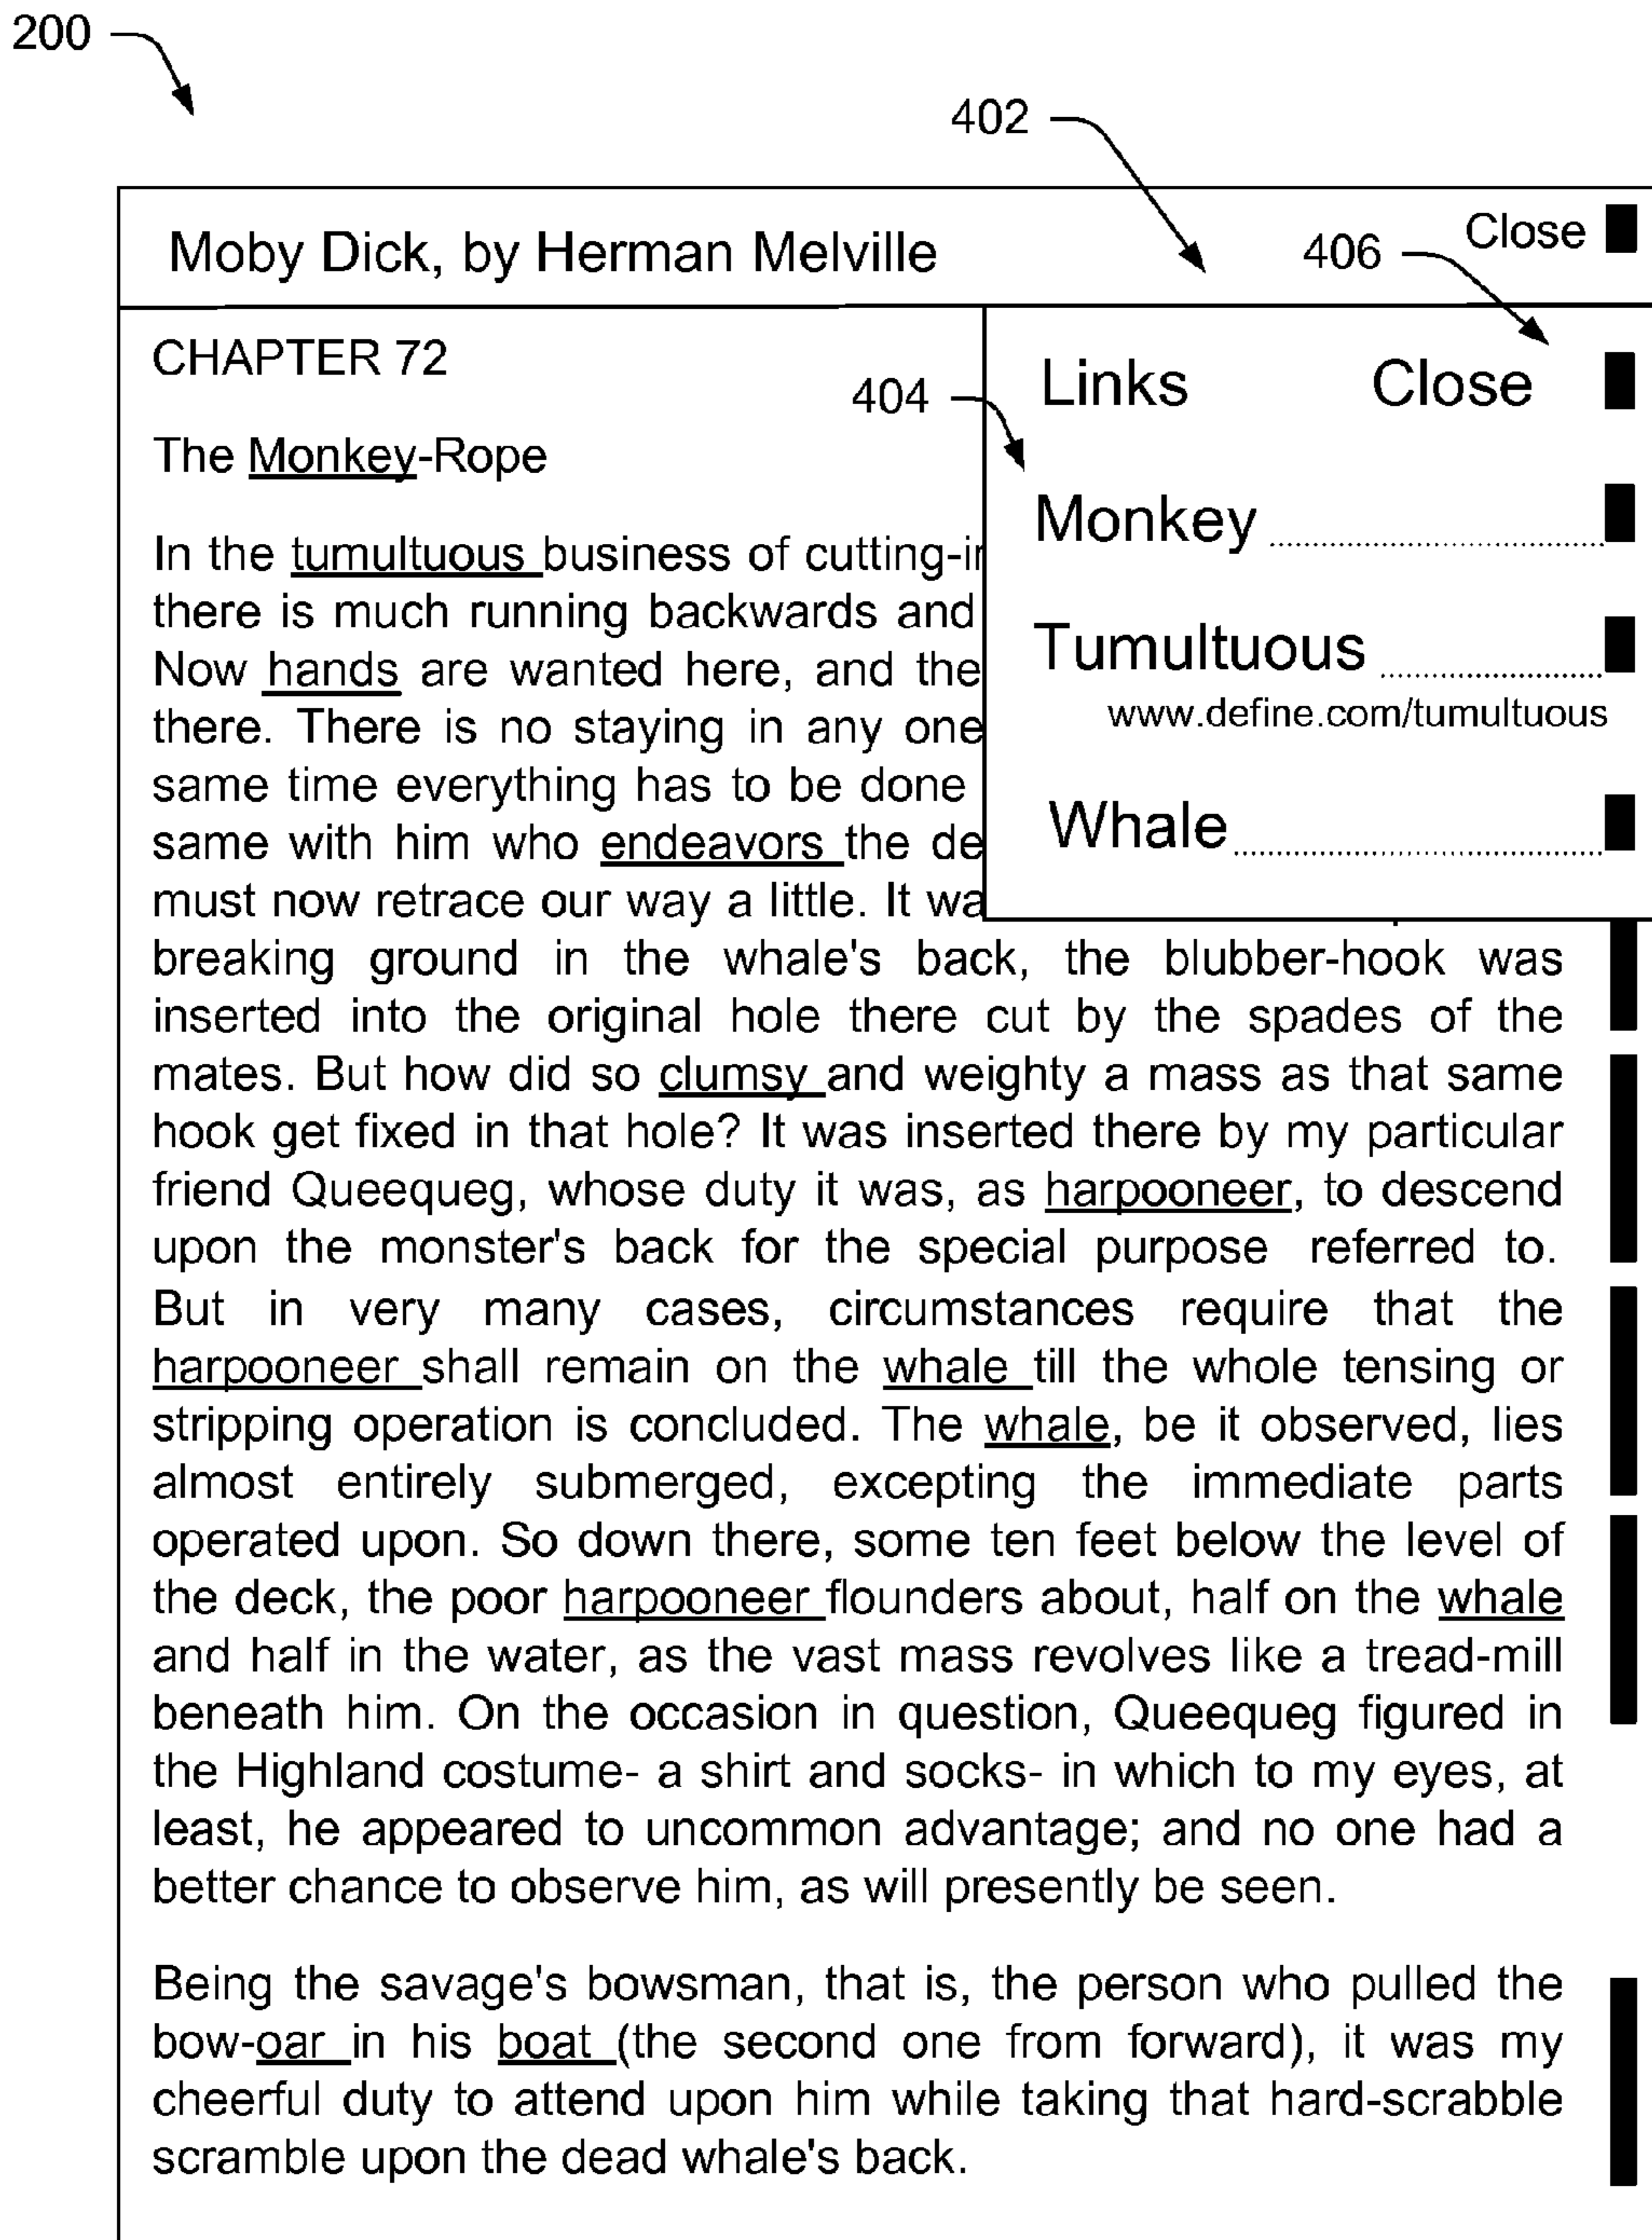 200
402
Moby Dick, by Herman Melville
Close
406
CHAPTER 72
Links Close
404
The Monkey-Rope
Monkey
Tumultuous
www.define.com/tumultuous
Whale
In the tumultuous business of cutting-in
there is much running backwards and
Now hands are wanted here, and the
there. There is no staying in any one
same time everything has to be done
same with him who endeavors the de
must now retrace our way a little. It wa
breaking ground in the whale's back, the blubber-hook was
inserted into the original hole there cut by the spades of the
mates. But how did so clumsy and weighty a mass as that same
hook get fixed in that hole? It was inserted there by my particular
friend Queequeg, whose duty it was, as harpooneer, to descend
upon the monster's back for the special purpose referred to.
But in very many cases, circumstances require that the
harpooneer shall remain on the whale till the whole tensing or
stripping operation is concluded. The whale, be it observed, lies
almost entirely submerged, excepting the immediate parts
operated upon. So down there, some ten feet below the level of
the deck, the poor harpooneer flounders about, half on the whale
and half in the water, as the vast mass revolves like a tread-mill
beneath him. On the occasion in question, Queequeg figured in
the Highland costume- a shirt and socks- in which to my eyes, at
least, he appeared to uncommon advantage; and no one had a
better chance to observe him, as will presently be seen.
Being the savage's bowsman, that is, the person who pulled the
bow-oar in his boat (the second one from forward), it was my
cheerful duty to attend upon him while taking that hard-scrabble
scramble upon the dead whale's back.